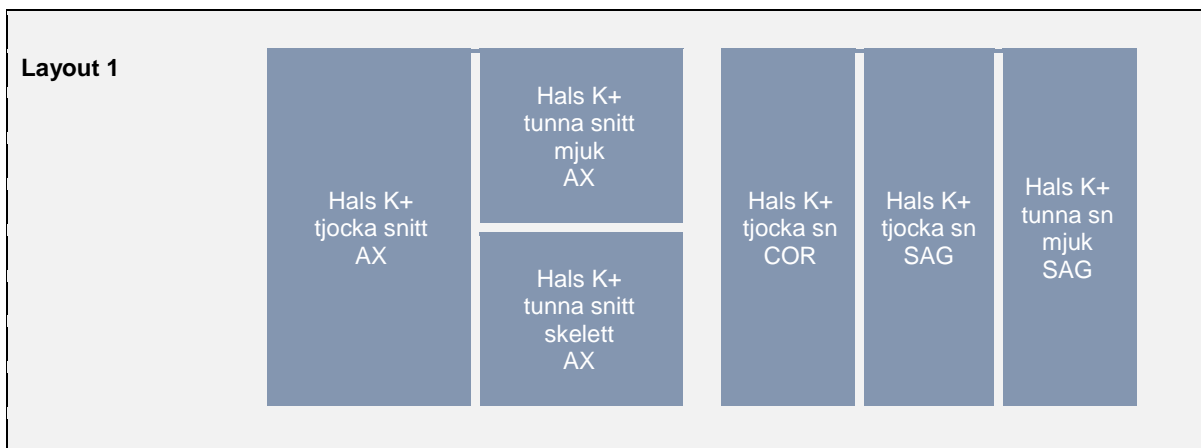 Layout 1
Hals K+
tjocka snitt
AX
Hals K+
tunna snitt
mjuk
AX
Hals K+
tunna snitt
skelett
AX
Hals K+
tjocka sn
COR
Hals K+
tjocka sn
SAG
Hals K+
tunna sn
mjuk
SAG